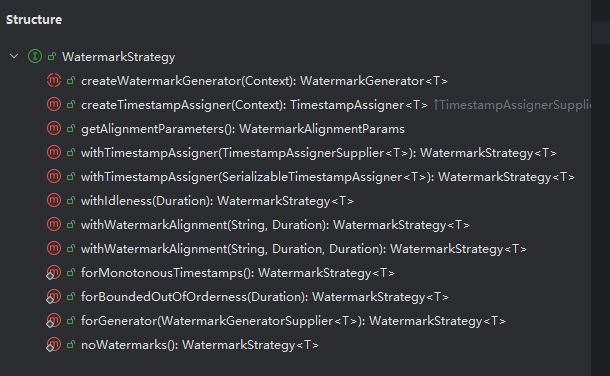 Structure
WatermarkStrategy
createWatermarkGenerator(Context): WatermarkGenerator<T>
createTimestampAssigner(Context): TimestampAssigner<T> ↑TimestampAssignerSupplie
getAlignmentParameters(): WatermarkAlignmentParams
withTimestampAssigner(TimestampAssignerSupplier<T>): WatermarkStrategy<T>
withTimestampAssigner(SerializableTimestampAssigner<T>): WatermarkStrategy<T>
withIdleness(Duration): WatermarkStrategy<T>
withWatermarkAlignment(String, Duration): WatermarkStrategy<T>
withWatermarkAlignment(String, Duration, Duration): WatermarkStrategy<T>
forMonotonousTimestamps(): WatermarkStrategy<T>
forBoundedOutOfOrderness(Duration): WatermarkStrategy<T>
forGenerator(WatermarkGeneratorSupplier<T>): WatermarkStrategy<T>
noWatermarks(): WatermarkStrategy<T>